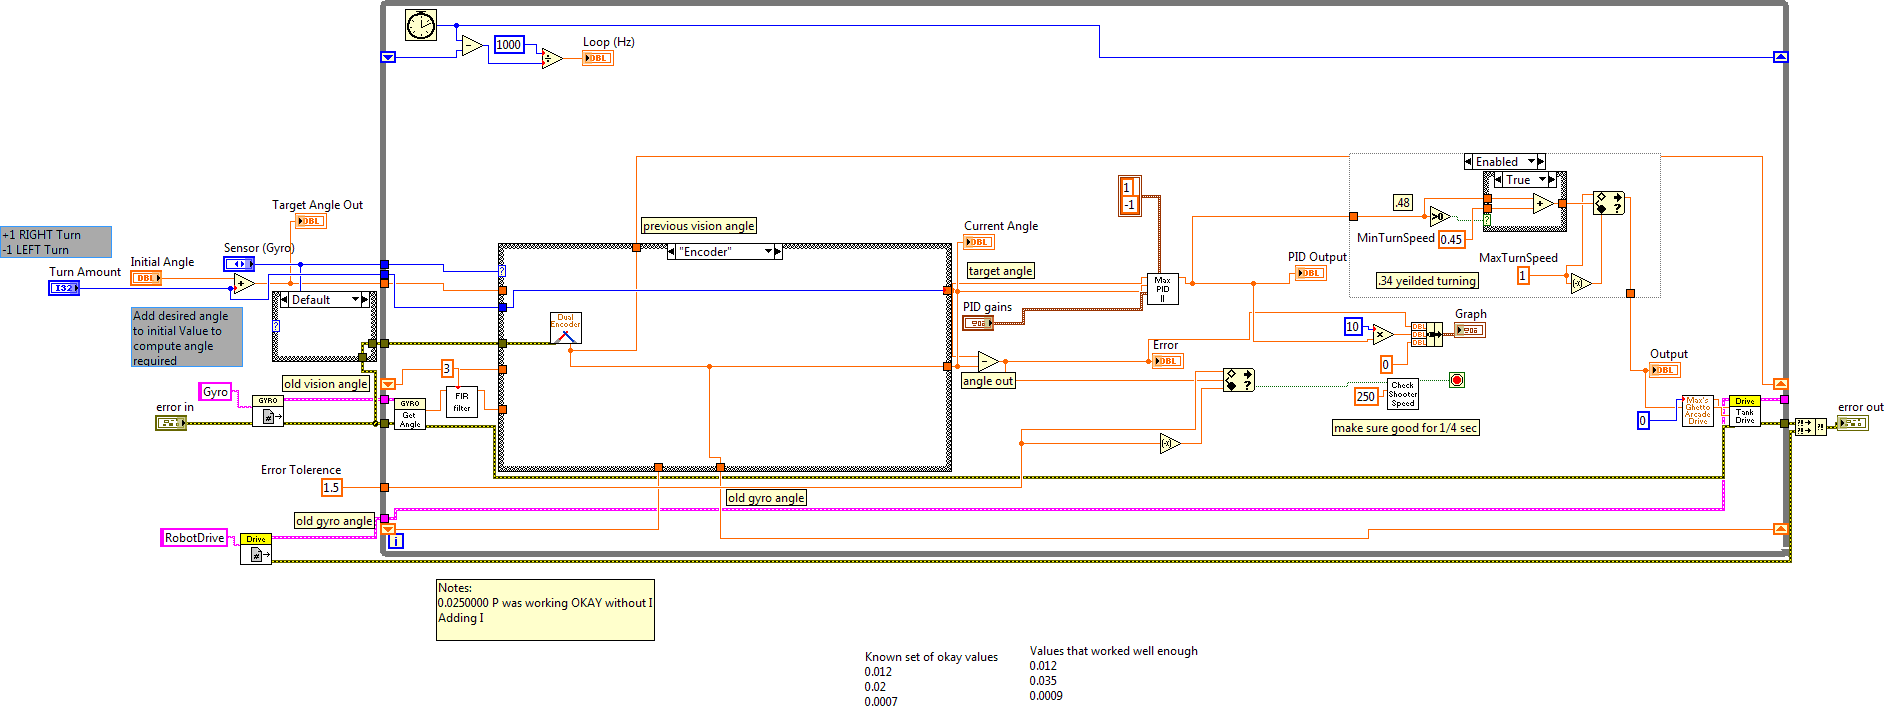 1000
Loop (Hz)
DBL
Enabled
True
1
-1
.48
>0
Target Angle Out
DBL
previous vision angle
+1 RIGHT Turn
-1 LEFT Turn
Current Angle
DBL
MinTurnSpeed
0.45
Sensor (Gyro)
"Encoder"
MaxTurnSpeed
1
PID Output
DBL
target angle
Turn Amount
I32
Initial Angle
DBL
Max
PID
II
.34 yeilded turning
Default
PID gains
Add desired angle
to initial Value to
compute angle
required
Dual
Encoder
10
Graph
DBL
DBL
DBL
Error
DBL
0
Output
DBL
3
angle out
old vision angle
Gyro
GYRO
FIR
filter
GYRO
Get
Angle
250
Check
Shooter
Speed
error in
0
Max's
Ghetto
Arcade
Drive
Drive
Tank
Drive
error out
make sure good for 1/4 sec
Error Tolerence
1.5
old gyro angle
old gyro angle
RobotDrive
Drive
i
Notes:
0.0250000 P was working OKAY without I
Adding I
Known set of okay values
0.012
0.02
0.0007
Values that worked well enough
0.012
0.035
0.0009